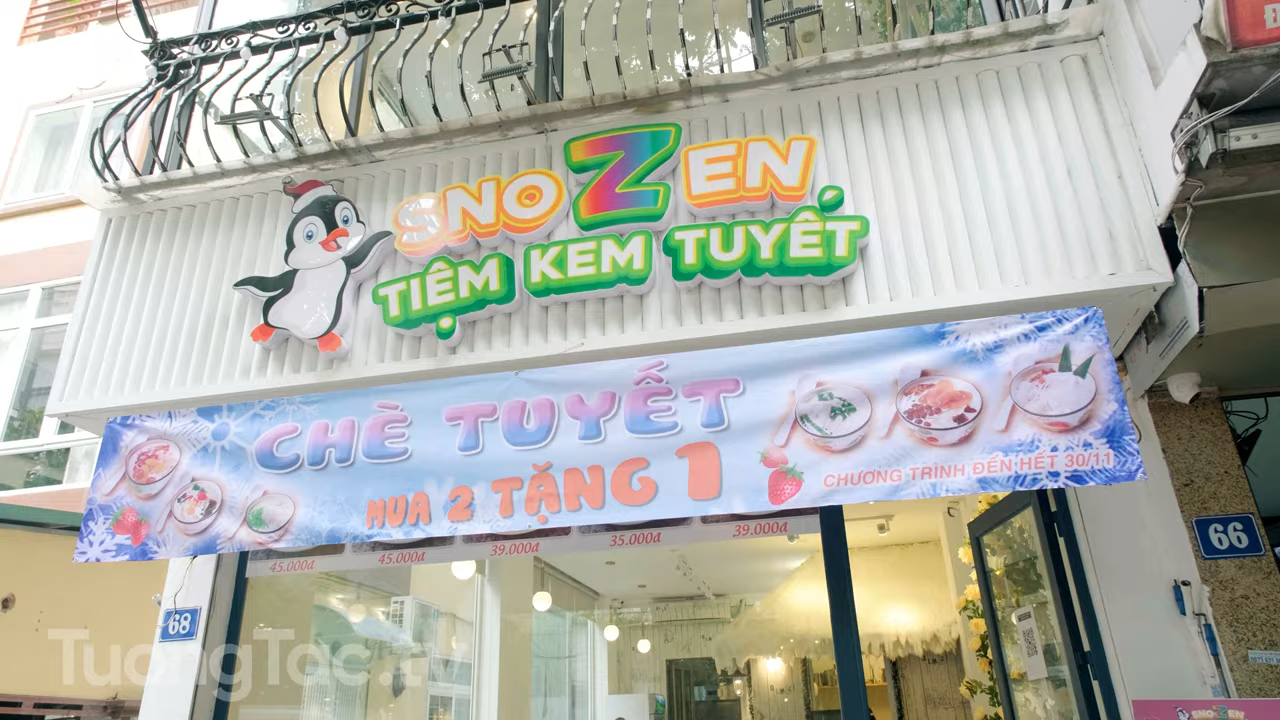 SNOZEN
TIỆM KEM TUYẾT
CHÈ TUYẾT
MUA 2 TẶNG 1
CHƯƠNG TRÌNH ĐẾN HẾT 30/11
45.000đ
45.000đ
39.000đ
35.000đ
39.000đ
66
68
TuongTac.tv
SNOZEN